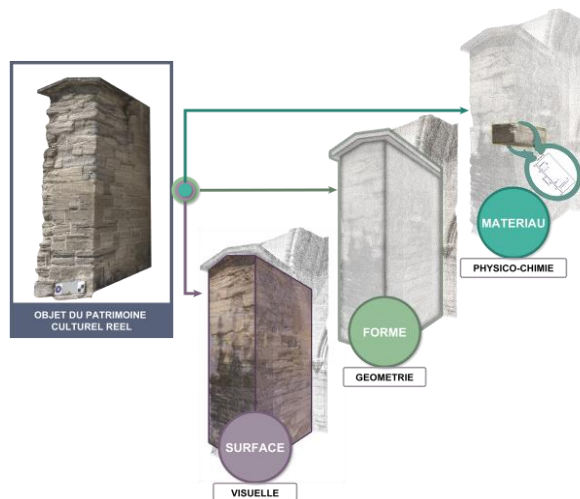 OBJET DU PATRIMOINE
CULTUREL REEL
MATERIAU
PHYSICO-CHIMIE
FORME
GEOMETRIE
SURFACE
VISUELLE